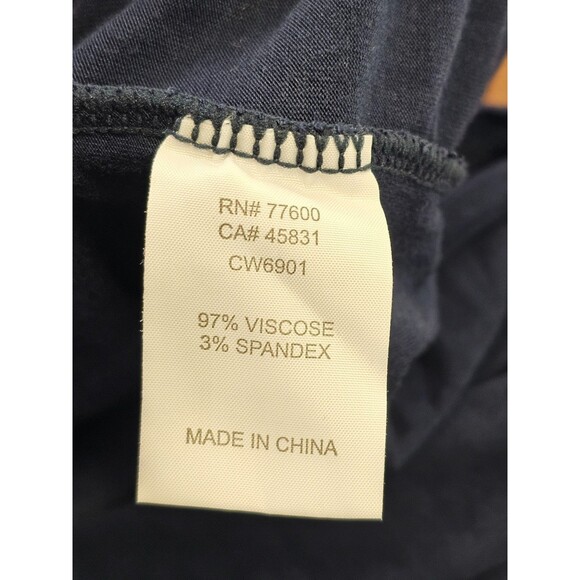 RN# 77600
CA# 45831
CW6901
97% VISCOSE
3% SPANDEX
MADE IN CHINA